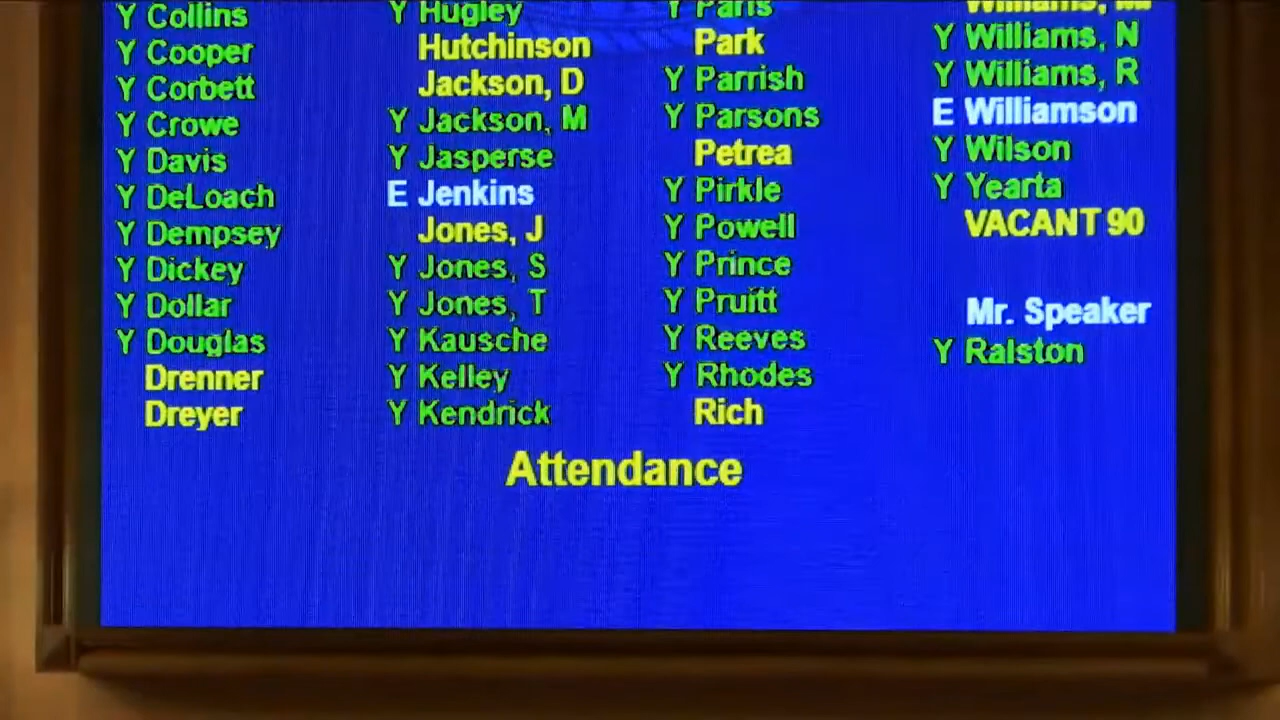 Y Collins
Y Cooper
Y Corbett
Y Crowe
Y Davis
Y DeLoach
Y Dempsey
Y Dickey
Y Dollar
Y Douglas
Drenner
Dreyer
Y Hugley
Hutchinson
Jackson, D
Y Jackson, M
Y Jasperse
E Jenkins
Jones, J
Y Jones, S
Y Jones, T
Y Kausche
Y Kelley
Y Kendrick
Y Paris
Park
Y Parrish
Y Parsons
Petrea
Y Pirkle
Y Powell
Y Prince
Y Pruitt
Y Reeves
Y Rhodes
Rich
Williams, M
Y Williams, N
Y Williams, R
E Williamson
Y Wilson
Y Yearta
VACANT 90
Mr. Speaker
Y Ralston
Attendance